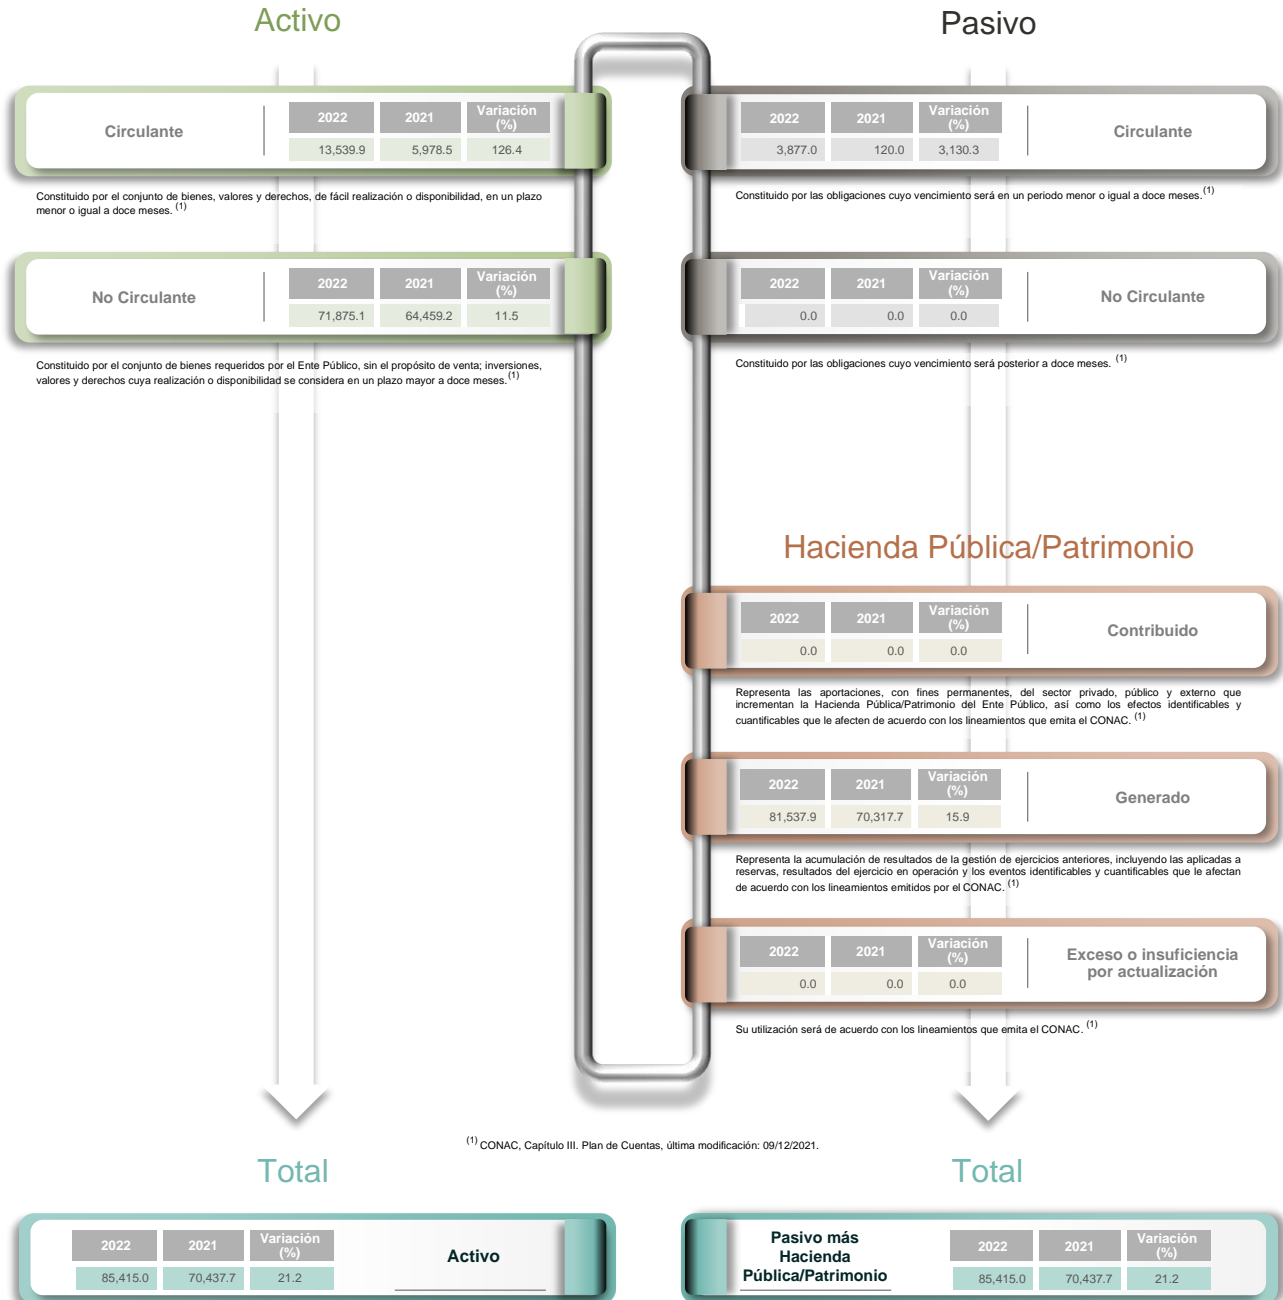 Activo
Circulante
2022 2021 Variación (%)
13,539.9 5,978.5 126.4
Constituido por el conjunto de bienes, valores y derechos, de fácil realización o disponibilidad, en un plazo
menor o igual a doce meses. (1)
No Circulante
2022 2021 Variación (%)
71,875.1 64,459.2 11.5
Constituido por el conjunto de bienes requeridos por el Ente Público, sin el propósito de venta; inversiones,
valores y derechos cuya realización o disponibilidad se considera en un plazo mayor a doce meses. (1)
Pasivo
2022 2021 Variación (%)
3,877.0 120.0 3,130.3
Circulante
Constituido por las obligaciones cuyo vencimiento será en un periodo menor o igual a doce meses. (1)
2022 2021 Variación (%)
0.0 0.0 0.0
No Circulante
Constituido por las obligaciones cuyo vencimiento será posterior a doce meses. (1)
Hacienda Pública/Patrimonio
2022 2021 Variación (%)
0.0 0.0 0.0
Contribuido
Representa las aportaciones, con fines permanentes, del sector privado, público y externo que
incrementan la Hacienda Pública/Patrimonio del Ente Público, así como los efectos identificables y
cuantificables que le afecten de acuerdo con los lineamientos que emita el CONAC. (1)
2022 2021 Variación (%)
81,537.9 70,317.7 15.9
Generado
Representa la acumulación de resultados de la gestión de ejercicios anteriores, incluyendo las aplicadas a
reservas, resultados del ejercicio en operación y los eventos identificables y cuantificables que le afectan
de acuerdo con los lineamientos emitidos por el CONAC. (1)
2022 2021 Variación (%)
0.0 0.0 0.0
Exceso o insuficiencia
por actualización
Su utilización será de acuerdo con los lineamientos que emita el CONAC. (1)
(1) CONAC, Capítulo III. Plan de Cuentas, última modificación: 09/12/2021.
Total
2022 2021 Variación (%)
85,415.0 70,437.7 21.2
Activo
Total
Pasivo más
Hacienda
Pública/Patrimonio
2022 2021 Variación (%)
85,415.0 70,437.7 21.2